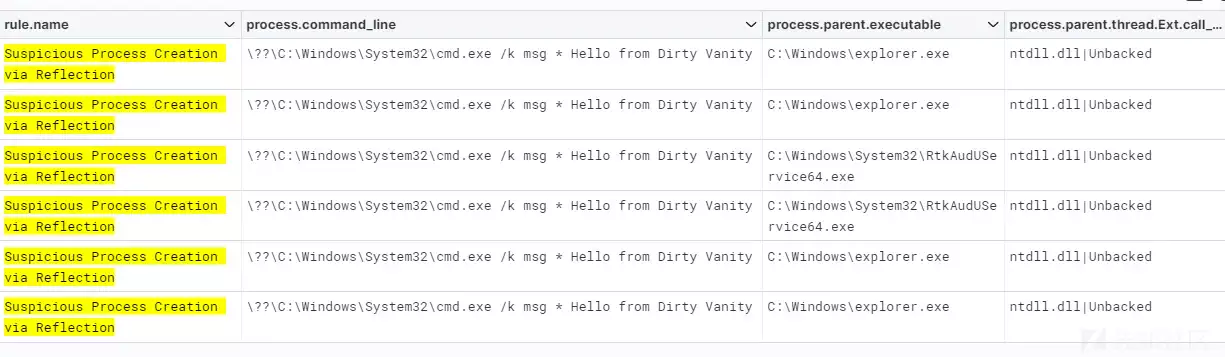 rule.name process.command_line process.parent.executable process.parent.thread.Ext.call_...
Suspicious Process Creation \??\C:\Windows\System32\cmd.exe /k msg * Hello from Dirty Vanity C:\Windows\explorer.exe ntdll.dll|Unbacked
via Reflection
Suspicious Process Creation \??\C:\Windows\System32\cmd.exe /k msg * Hello from Dirty Vanity C:\Windows\explorer.exe ntdll.dll|Unbacked
via Reflection
Suspicious Process Creation \??\C:\Windows\System32\cmd.exe /k msg * Hello from Dirty Vanity C:\Windows\System32\RtkAudUSe ntdll.dll|Unbacked
via Reflection rvice64.exe
Suspicious Process Creation \??\C:\Windows\System32\cmd.exe /k msg * Hello from Dirty Vanity C:\Windows\System32\RtkAudUSe ntdll.dll|Unbacked
via Reflection rvice64.exe
Suspicious Process Creation \??\C:\Windows\System32\cmd.exe /k msg * Hello from Dirty Vanity C:\Windows\explorer.exe ntdll.dll|Unbacked
via Reflection
Suspicious Process Creation \??\C:\Windows\System32\cmd.exe /k msg * Hello from Dirty Vanity C:\Windows\explorer.exe ntdll.dll|Unbacked
via Reflection